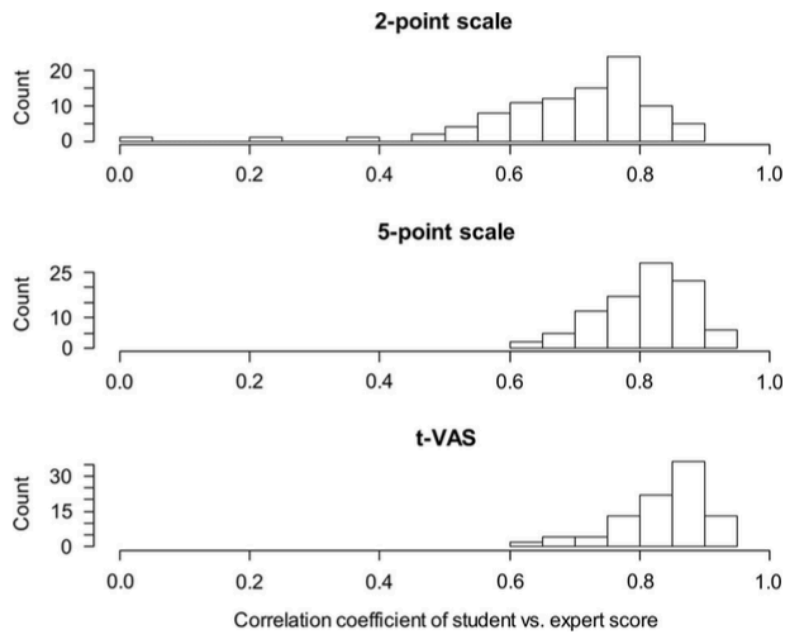 2-point scale
Count
20
10
0
0.0 0.2 0.4 0.6 0.8 1.0
5-point scale
Count
25
10
0
0.0 0.2 0.4 0.6 0.8 1.0
t-VAS
Count
30
15
0
0.0 0.2 0.4 0.6 0.8 1.0
Correlation coefficient of student vs. expert score